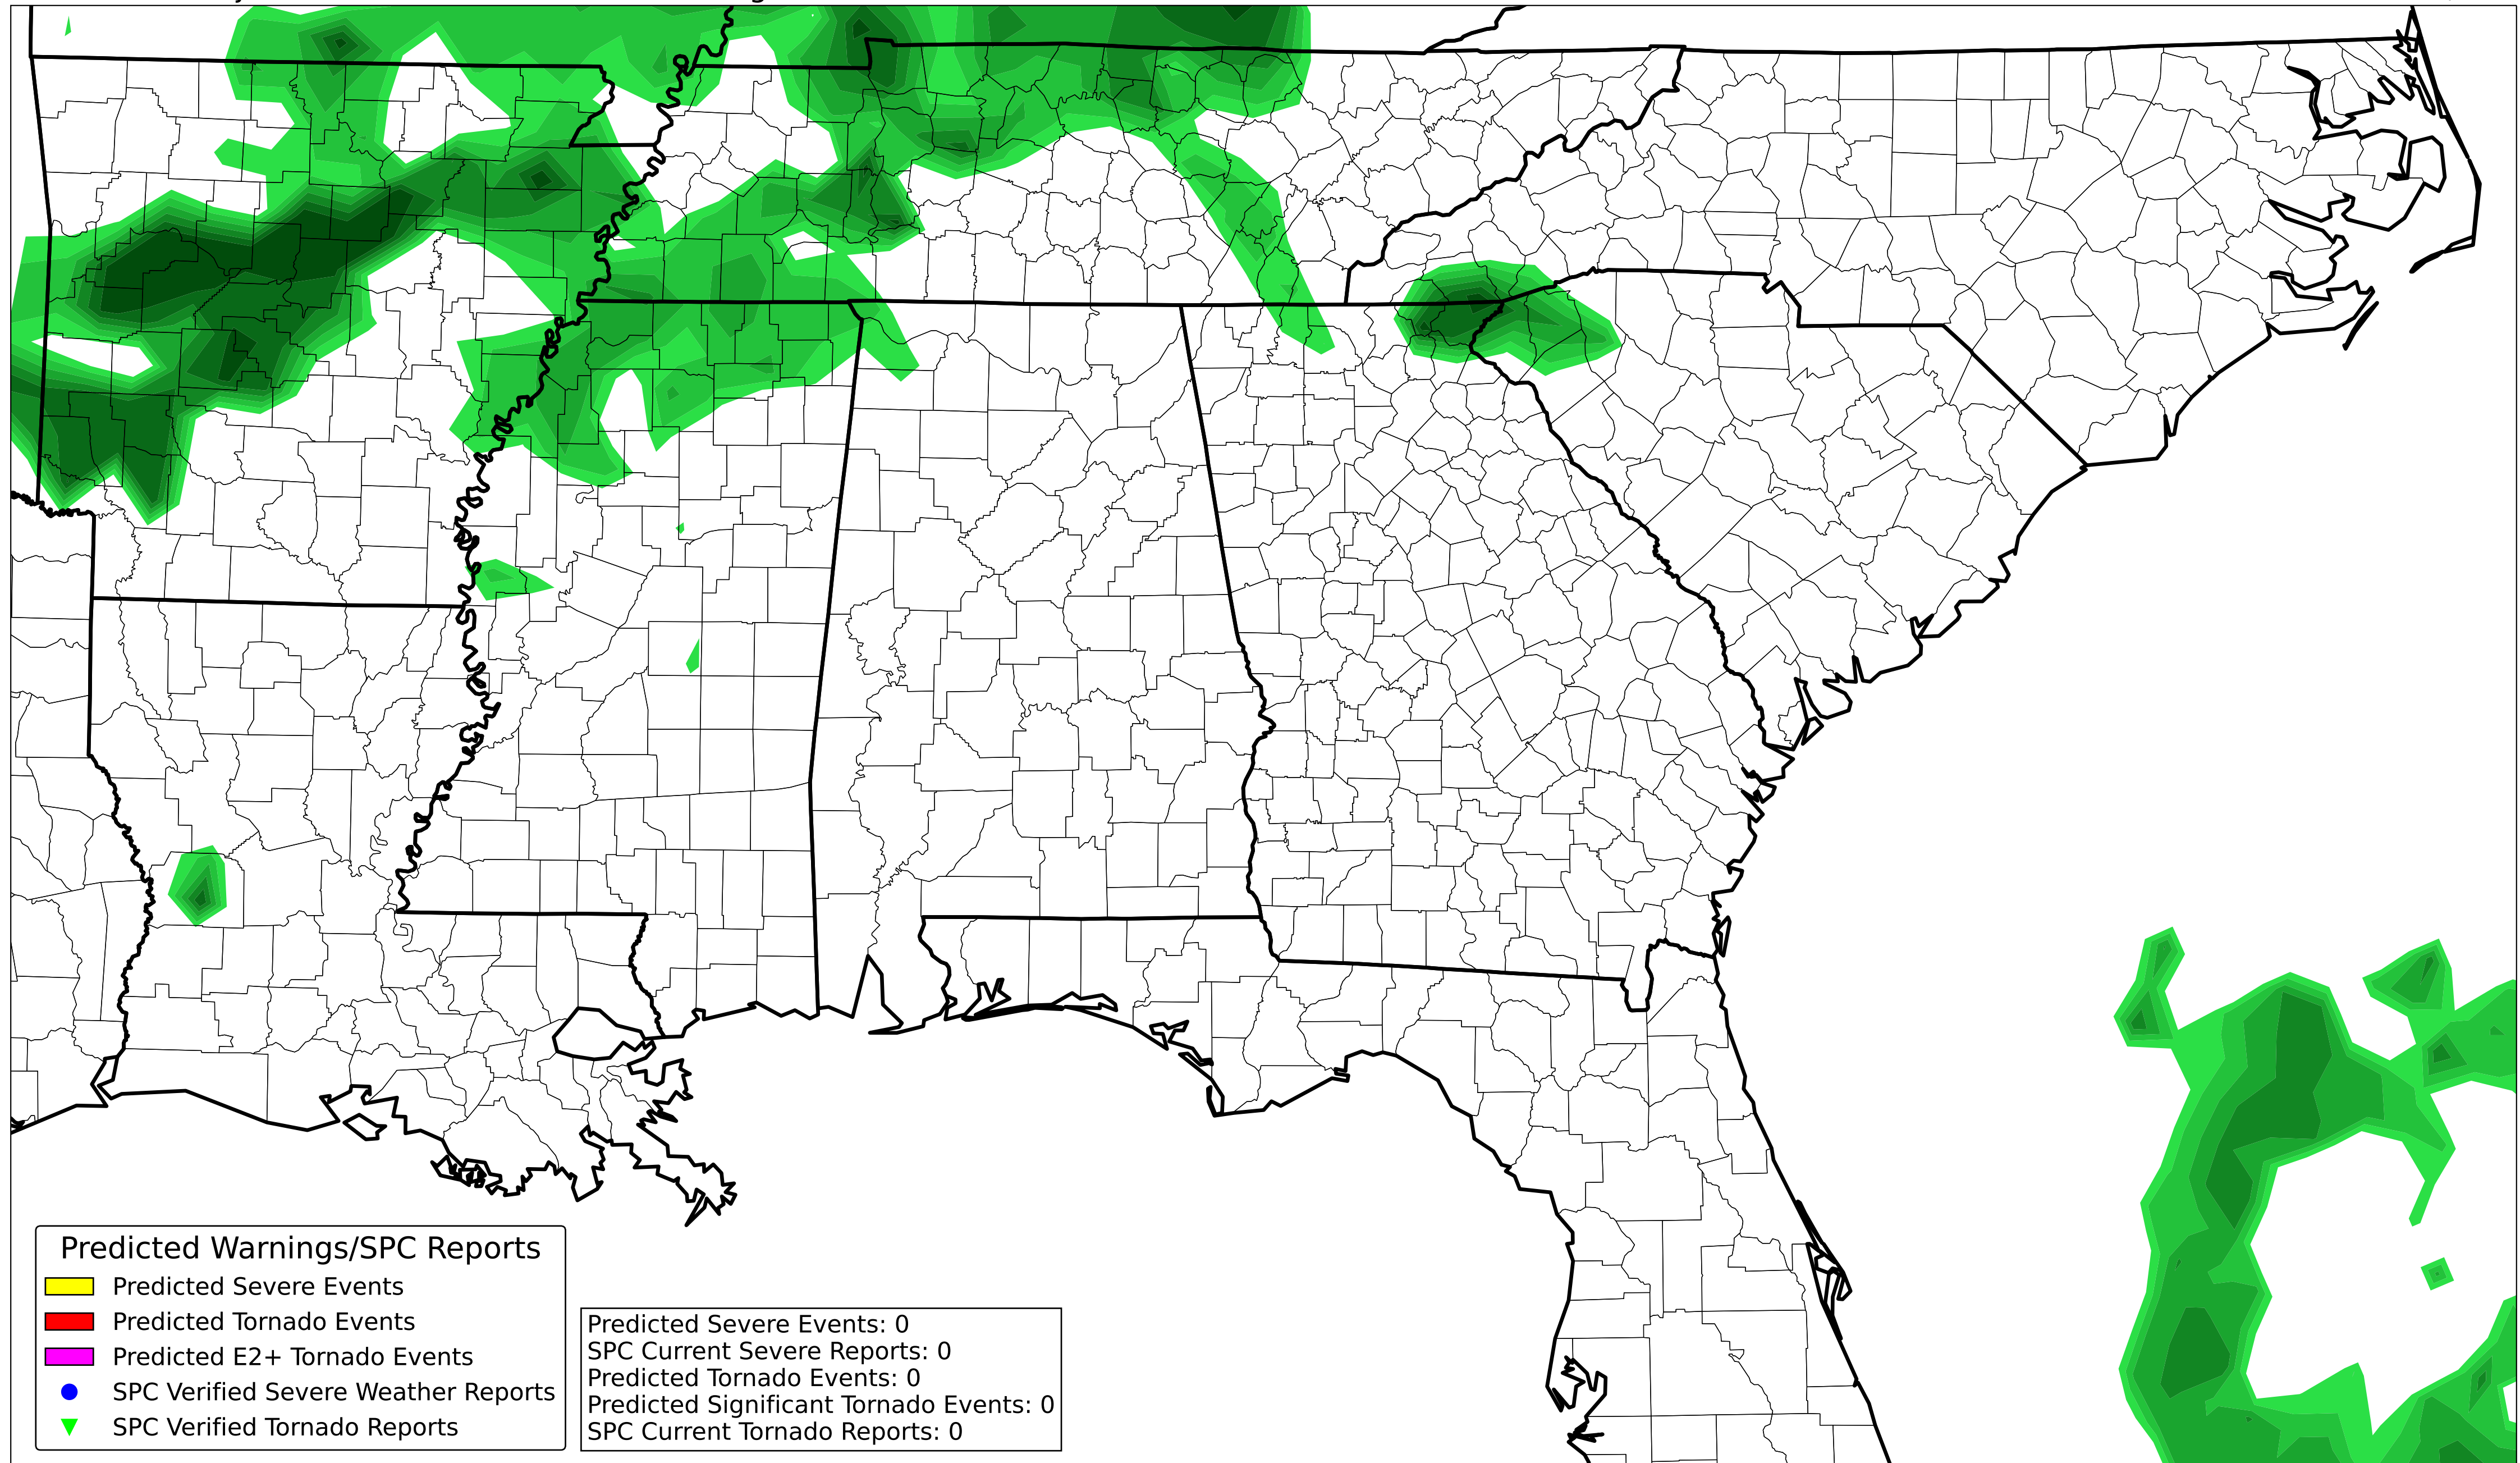 Predicted Warnings/SPC Reports
Predicted Severe Events
Predicted Tornado Events
Predicted E2+ Tornado Events
SPC Verified Severe Weather Reports
SPC Verified Tornado Reports
Predicted Severe Events: 0
SPC Current Severe Reports: 0
Predicted Tornado Events: 0
Predicted Significant Tornado Events: 0
SPC Current Tornado Reports: 0